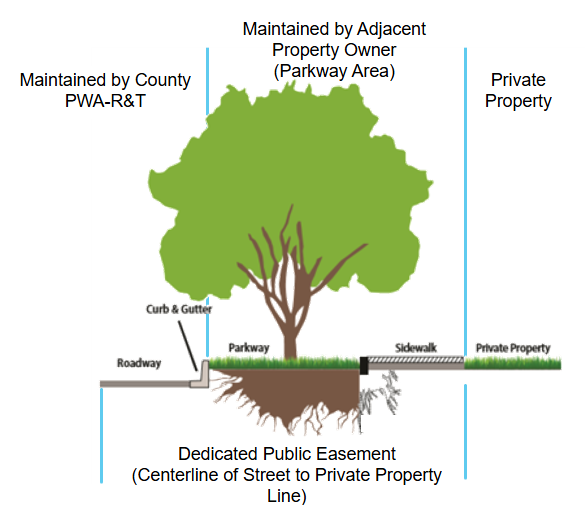 Maintained by Adjacent
Property Owner
(Parkway Area)
Maintained by County
PWA-R&T
Private
Property
Curb & Gutter
Parkway
Sidewalk
Private Property
Roadway
Dedicated Public Easement
(Centerline of Street to Private Property
Line)